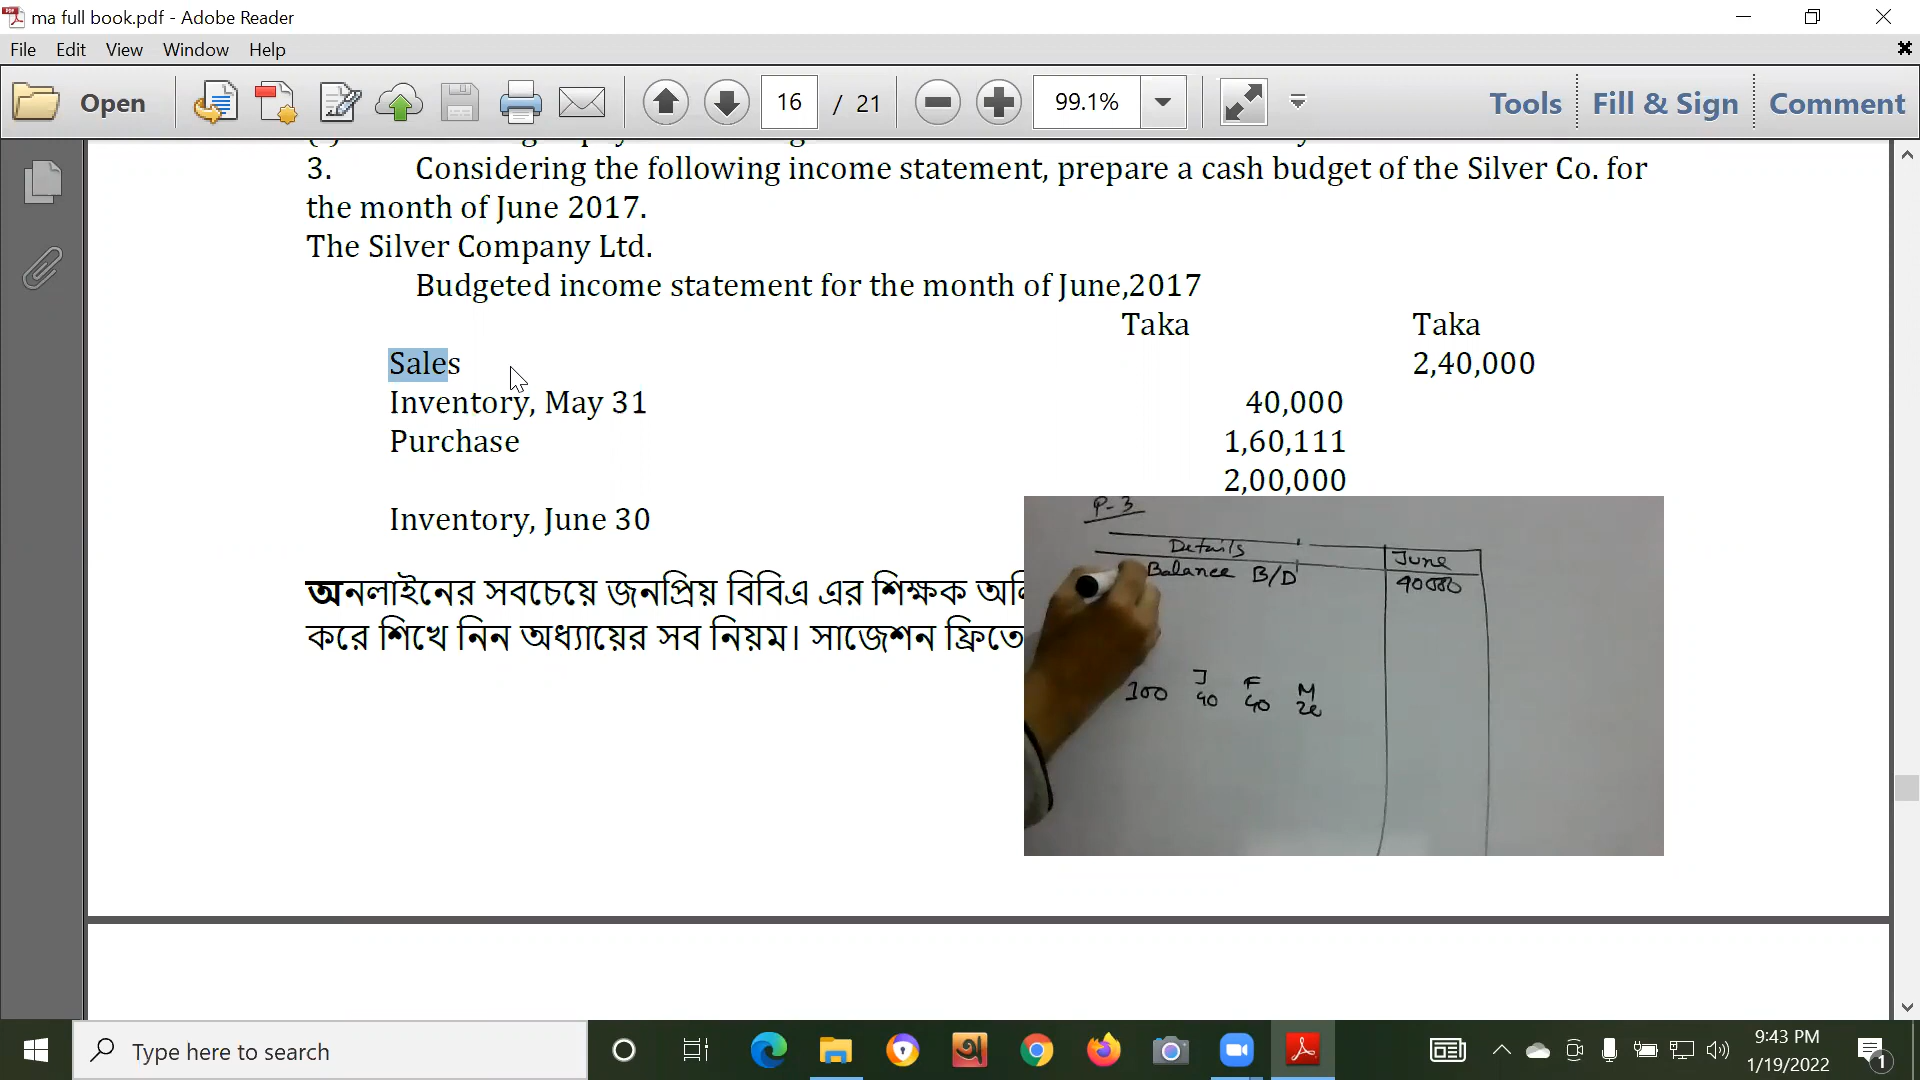 ma full book.pdf - Adobe Reader
File Edit View Window Help
Open 16 / 21 99.1% Tools Fill & Sign Comment
3. Considering the following income statement, prepare a cash budget of the Silver Co. for
the month of June 2017.
The Silver Company Ltd.
Budgeted income statement for the month of June,2017
Taka Taka
Sales 2,40,000
Inventory, May 31 40,000
Purchase 1,60,111
2,00,000
Inventory, June 30
P-3
Details June
Balance B/D 40000
J F M
100 40 40 20
অনলাইনের সবচেয়ে জনপ্রিয় বিবিএ এর শিক্ষক
করে শিখে নিন অধ্যায়ের সব নিয়ম। সাজেশন ফ্রিতে
Type here to search
9:43 PM
1/19/2022
1